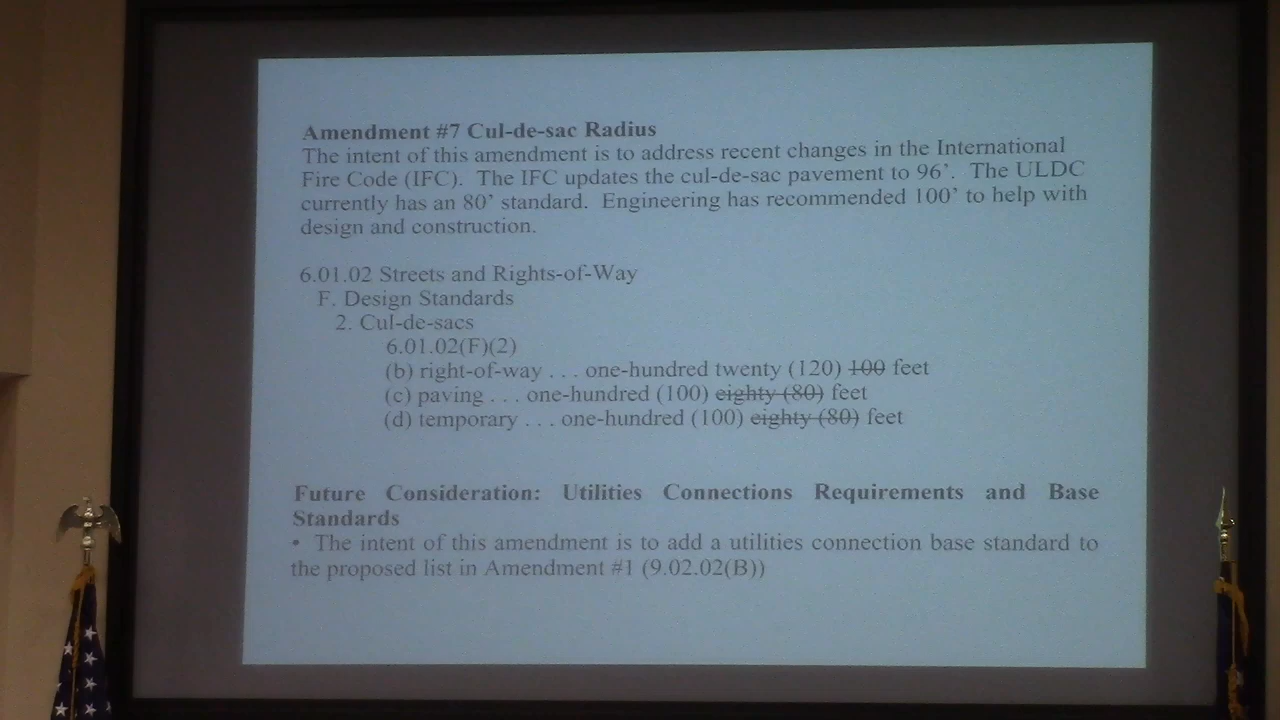 Amendment #7 Cul-de-sac Radius
The intent of this amendment is to address recent changes in the International
Fire Code (IFC).  The IFC updates the cul-de-sac pavement to 96’.  The ULDC
currently has an 80’ standard.  Engineering has recommended 100’ to help with
design and construction.
6.01.02 Streets and Rights-of-Way
F. Design Standards
2. Cul-de-sacs
6.01.02(F)(2)
(b) right-of-way . . . one-hundred twenty (120) 100 feet
(c) paving . . . one-hundred (100) eighty (80) feet
(d) temporary . . . one-hundred (100) eighty (80) feet
Future Consideration: Utilities Connections Requirements and Base
Standards
• The intent of this amendment is to add a utilities connection base standard to
the proposed list in Amendment #1 (9.02.02(B))